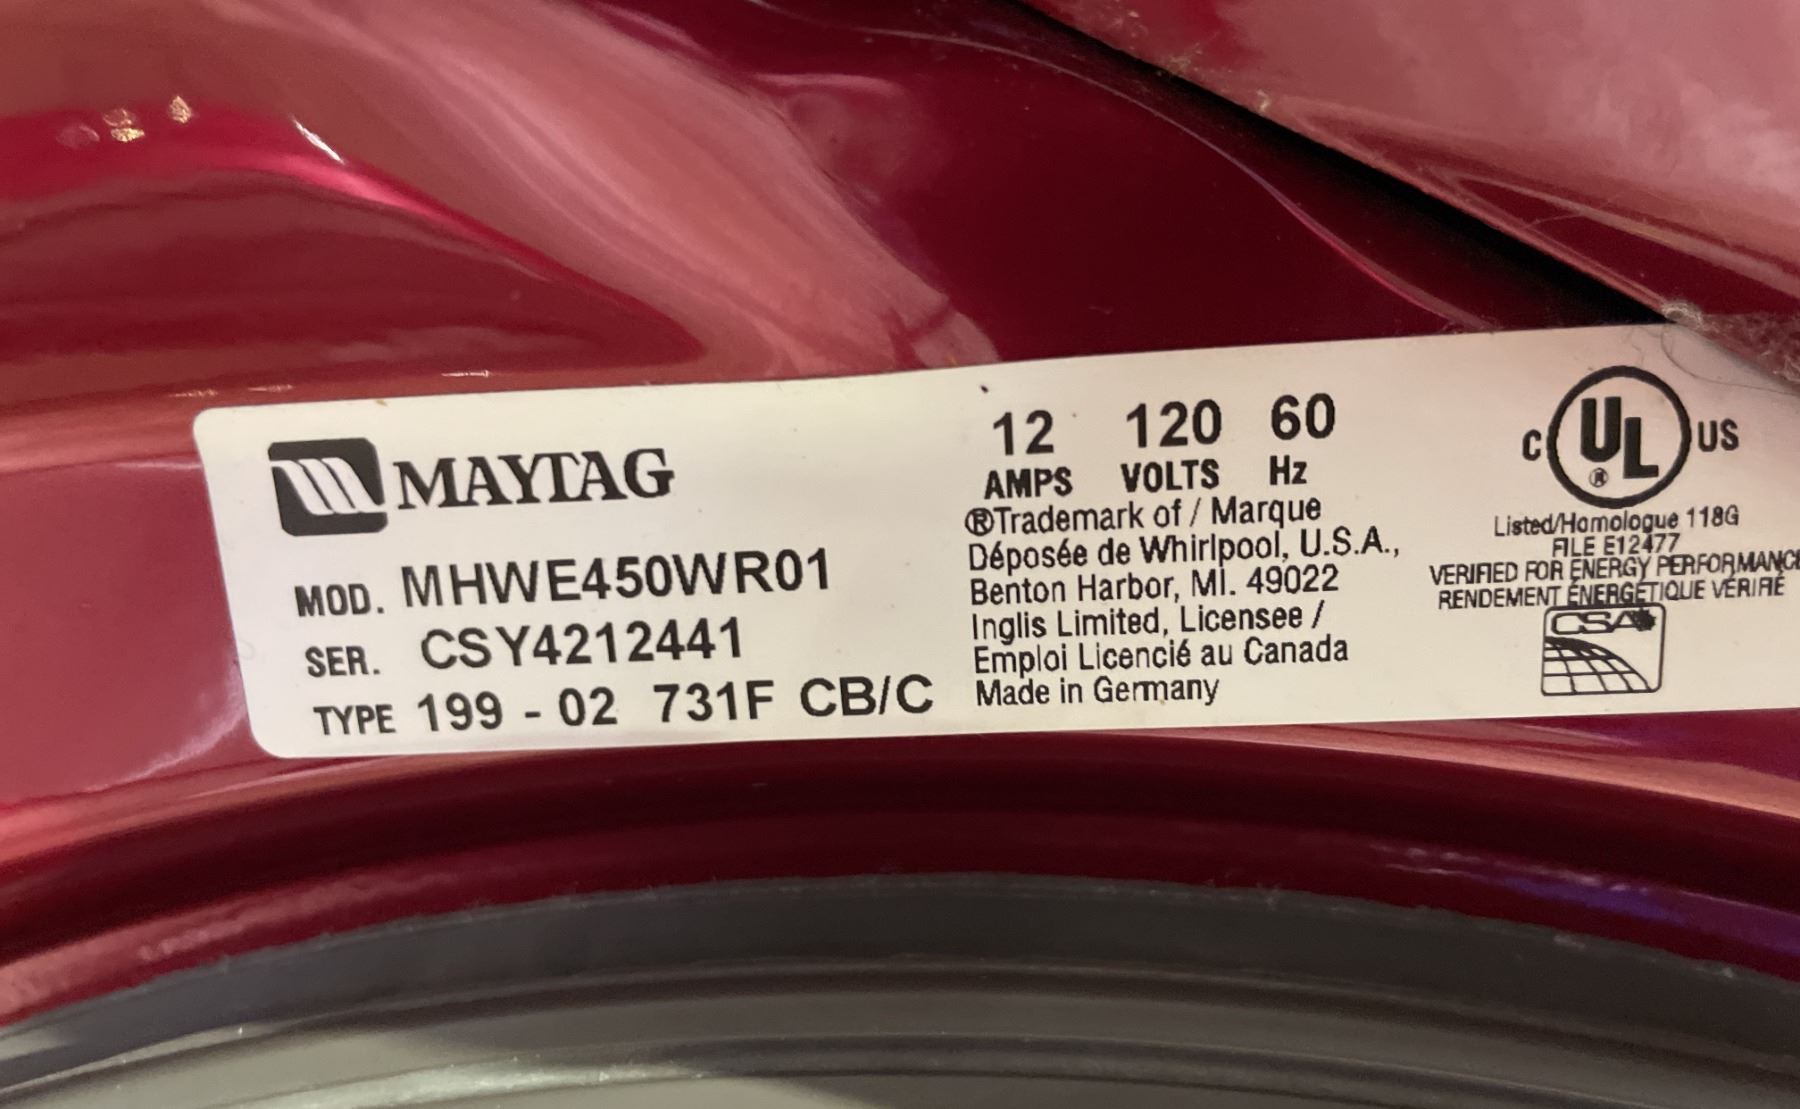 MAYTAG
MOD. MHWE450WR01
SER. CSY4212441
TYPE 199 - 02 731F CB/C
12 120 60
AMPS VOLTS Hz
®Trademark of / Marque
Déposée de Whirlpool, U.S.A.,
Benton Harbor, MI. 49022
Inglis Limited, Licensee /
Emploi Licencié au Canada
Made in Germany
C UL® US
Listed/Homologue 118G
FILE E12477
VERIFIED FOR ENERGY PERFORMANCE
RENDEMENT ÉNERGÉTIQUE VÉRIFIÉ
CSA